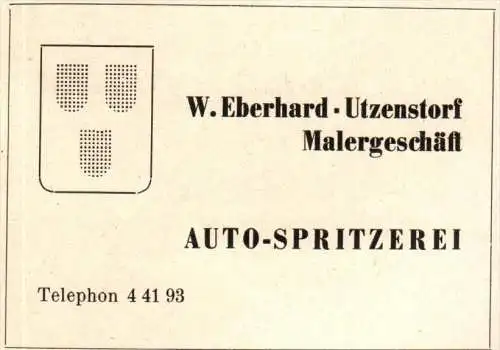 W. Eberhard · Utzenstorf
Malergeschäft
AUTO-SPRITZEREI
Telephon 4 41 93